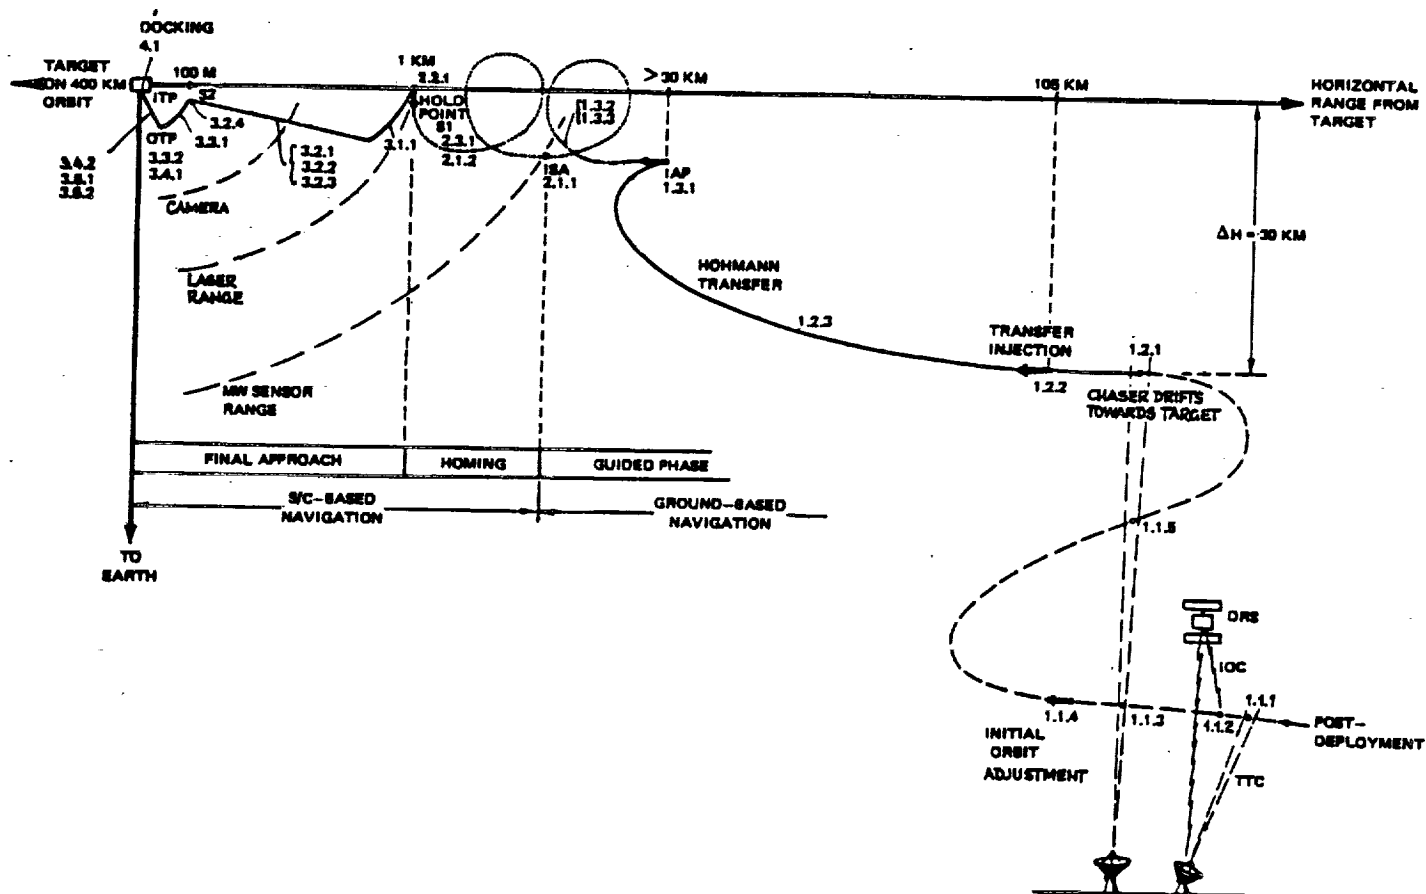 DOCKING
4.1
TARGET
ON 400 KM
ORBIT
100 M
1 KM
2.2.1
> 30 KM
105 KM
HORIZONTAL
RANGE FROM
TARGET
ITP
S2
HOLD
POINT
S1
2.3.1
2.1.2
1.3.2
1.3.3
3.2.4
3.3.1
OTP
3.3.2
3.4.1
3.4.2
3.5.1
3.5.2
3.2.1
3.2.2
3.2.3
3.1.1
ISA
2.1.1
AP
1.3.1
CAMERA
LASER
RANGE
MW SENSOR
RANGE
HOHMANN
TRANSFER
1.2.3
ΔH = 30 KM
TRANSFER
INJECTION
1.2.2
1.2.1
CHASER DRIFTS
TOWARDS TARGET
FINAL APPROACH
HOMING
GUIDED PHASE
S/C-BASED
NAVIGATION
GROUND-BASED
NAVIGATION
TO
EARTH
1.1.5
DRS
IOC
1.1.4
1.1.3
1.1.2
1.1.1
POST-
DEPLOYMENT
INITIAL
ORBIT
ADJUSTMENT
TTC